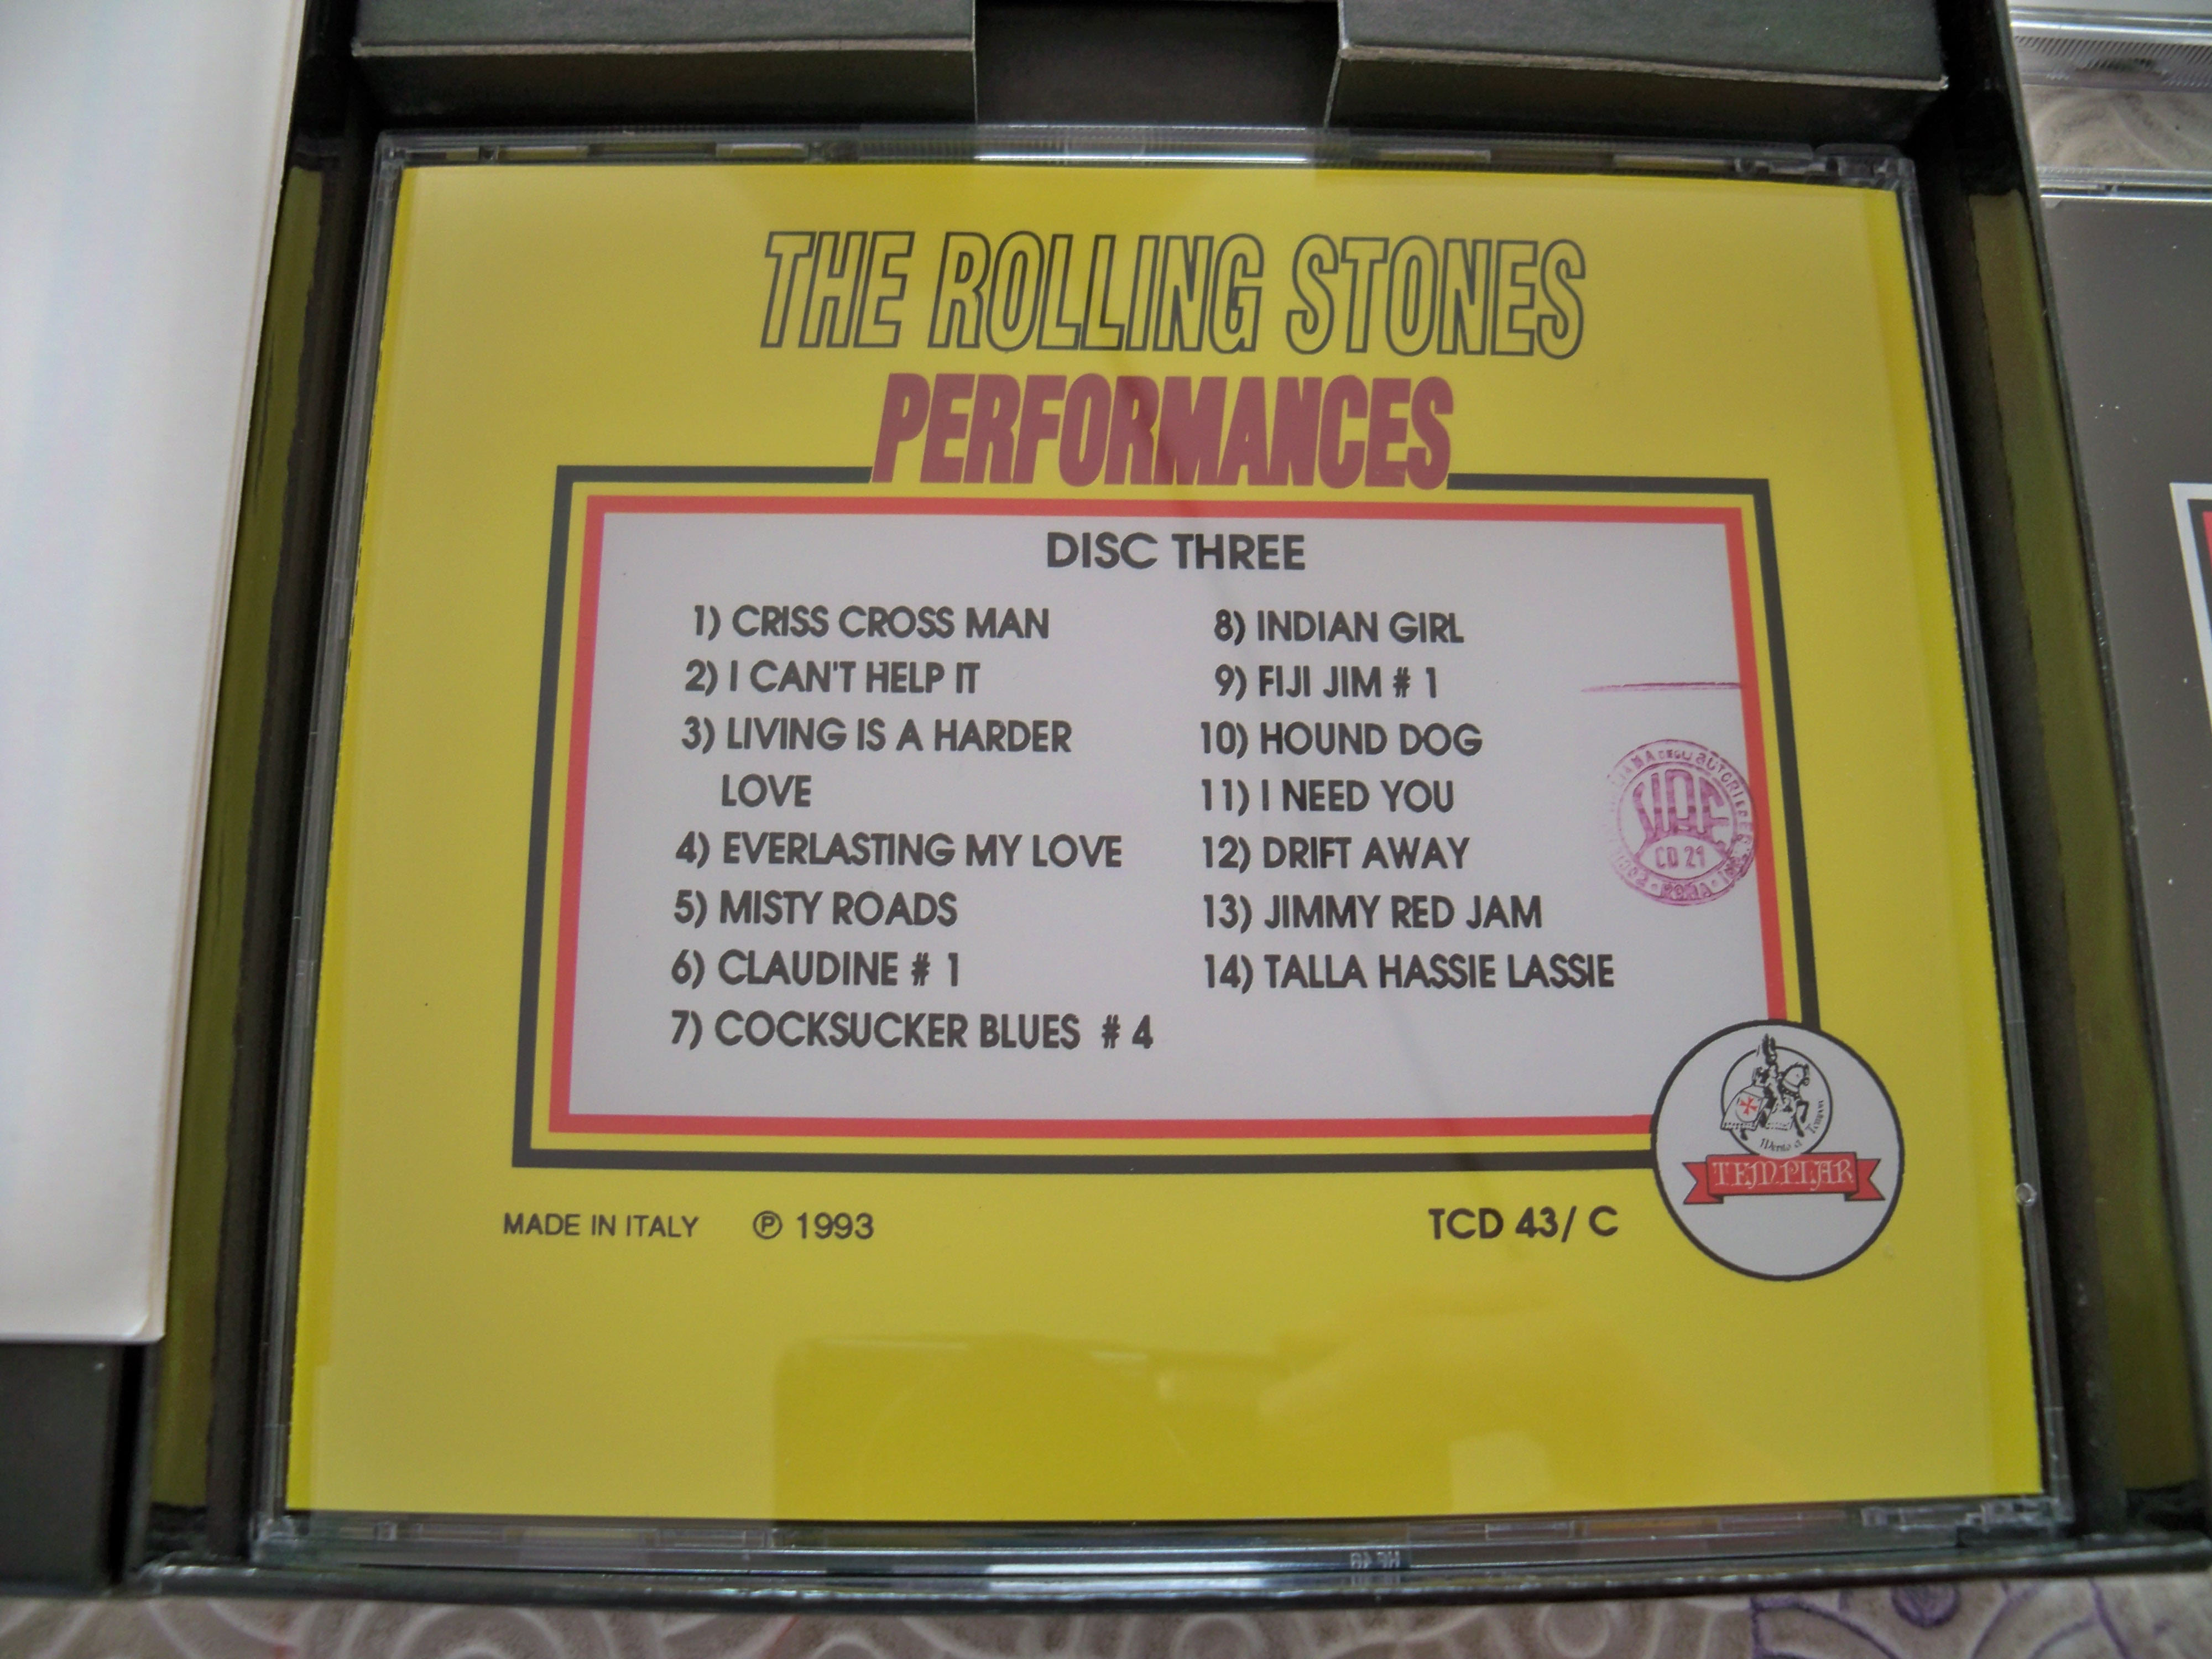 THE ROLLING STONES
PERFORMANCES
DISC THREE
1) CRISS CROSS MAN
2) I CAN'T HELP IT
3) LIVING IS A HARDER
LOVE
4) EVERLASTING MY LOVE
5) MISTY ROADS
6) CLAUDINE # 1
7) COCKSUCKER BLUES # 4
8) INDIAN GIRL
9) FIJI JIM # 1
10) HOUND DOG
11) I NEED YOU
12) DRIFT AWAY
13) JIMMY RED JAM
14) TALLA HASSIE LASSIE
SIAE
CD 21
ROMA
TEMPLAR
MADE IN ITALY ℗ 1993
TCD 43/ C